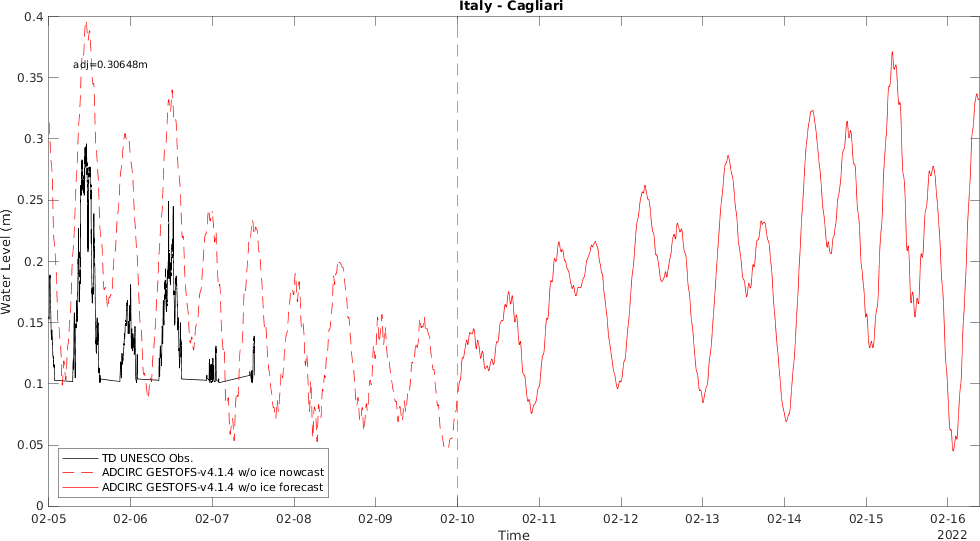 Italy - Cagliari
0.4
adj=0.30648m
0.35
0.3
0.25
0.2
0.15
0.1
0.05
0
Water Level (m)
TD UNESCO Obs.
ADCIRC GESTOFS-v4.1.4 w/o ice nowcast
ADCIRC GESTOFS-v4.1.4 w/o ice forecast
02-05 02-06 02-07 02-08 02-09 02-10 02-11 02-12 02-13 02-14 02-15 02-16
Time
2022